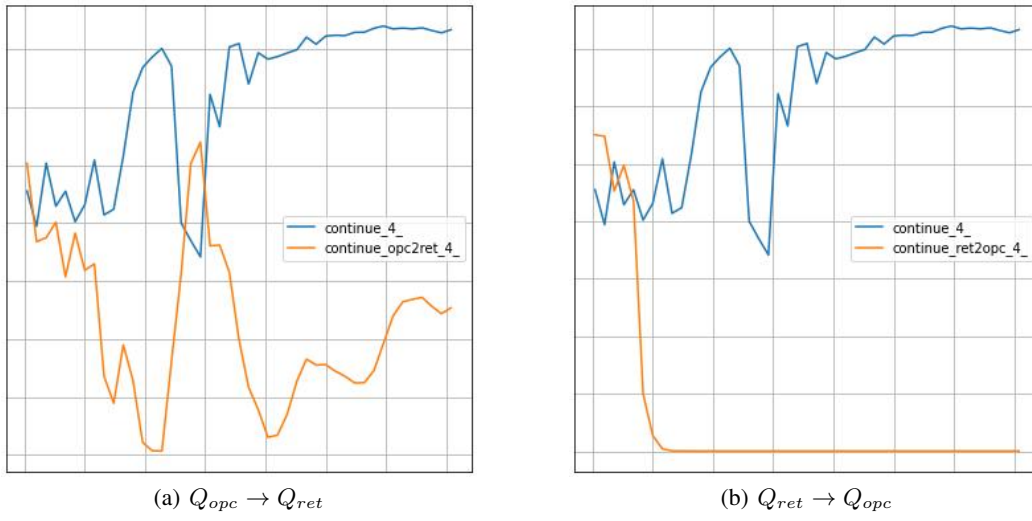 continue_4_
continue_opc2ret_4_
continue_4_
continue_ret2opc_4_
(a) Q_opc → Q_ret
(b) Q_ret → Q_opc